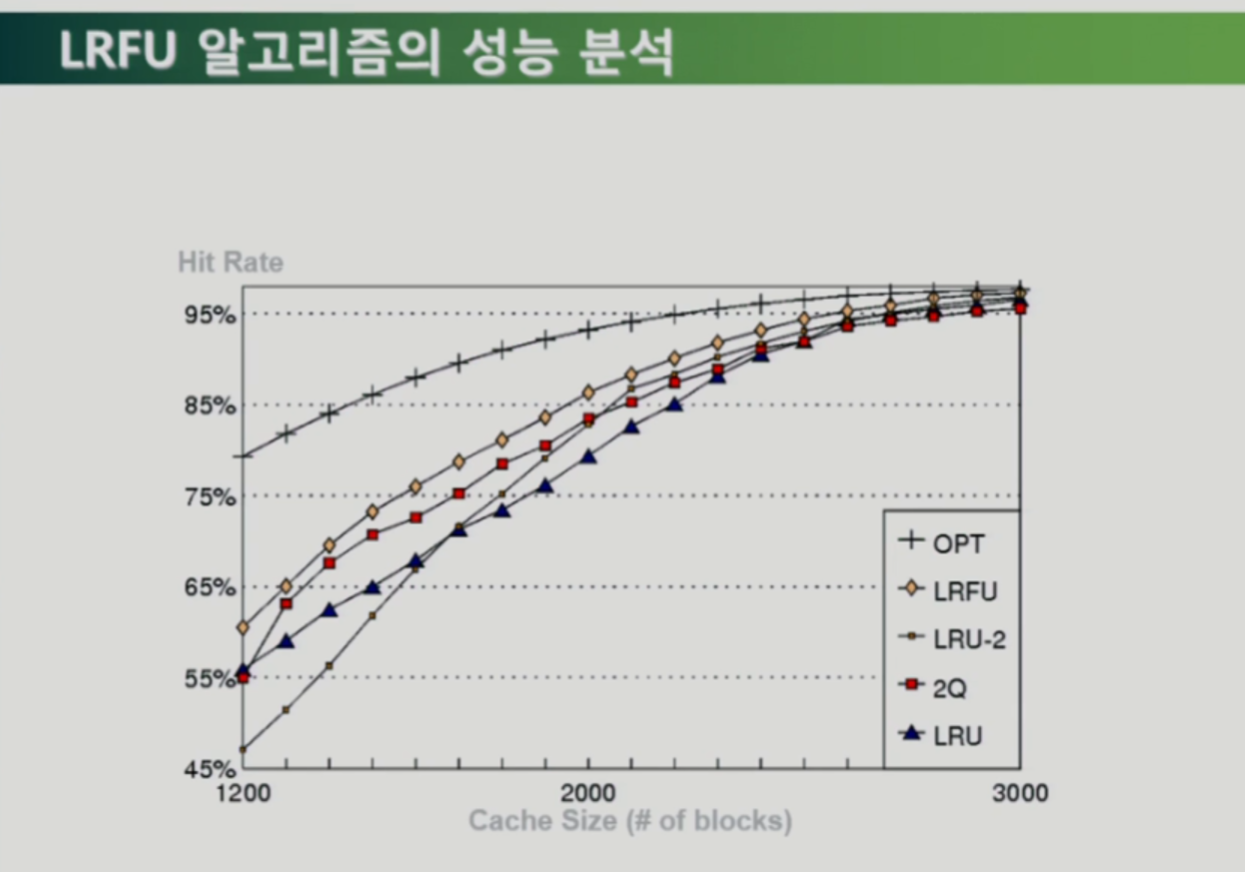 LRFU 알고리즘의 성능 분석
Hit Rate
95%
85%
75%
65%
55%
45%
1200 2000 3000
Cache Size (# of blocks)
OPT
LRFU
LRU-2
2Q
LRU